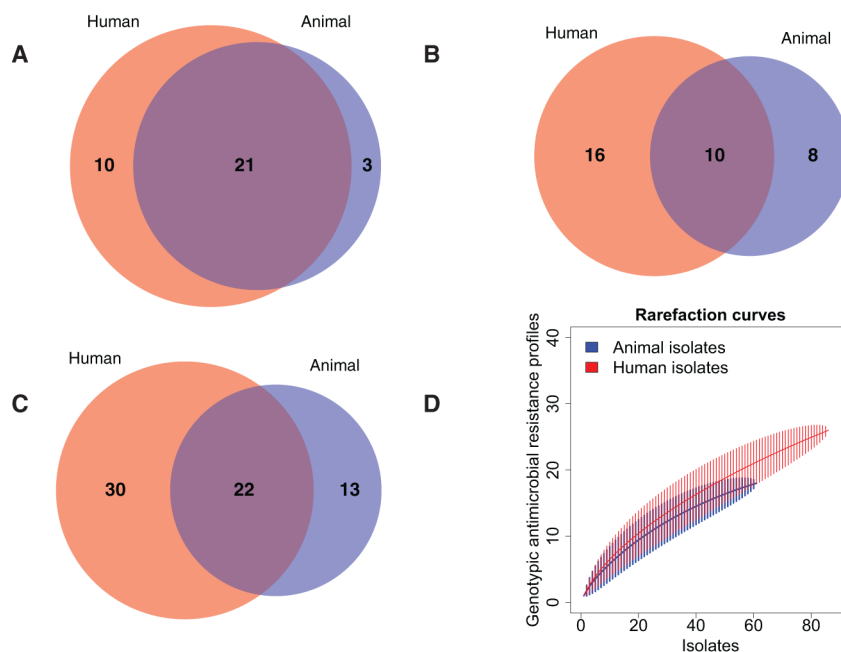 A
Human
Animal
10
21
3
B
Human
Animal
16
10
8
C
Human
Animal
30
22
13
D
Rarefaction curves
Genotypic antimicrobial resistance profiles
40
30
20
10
0
Animal isolates
Human isolates
0
20
40
60
80
Isolates